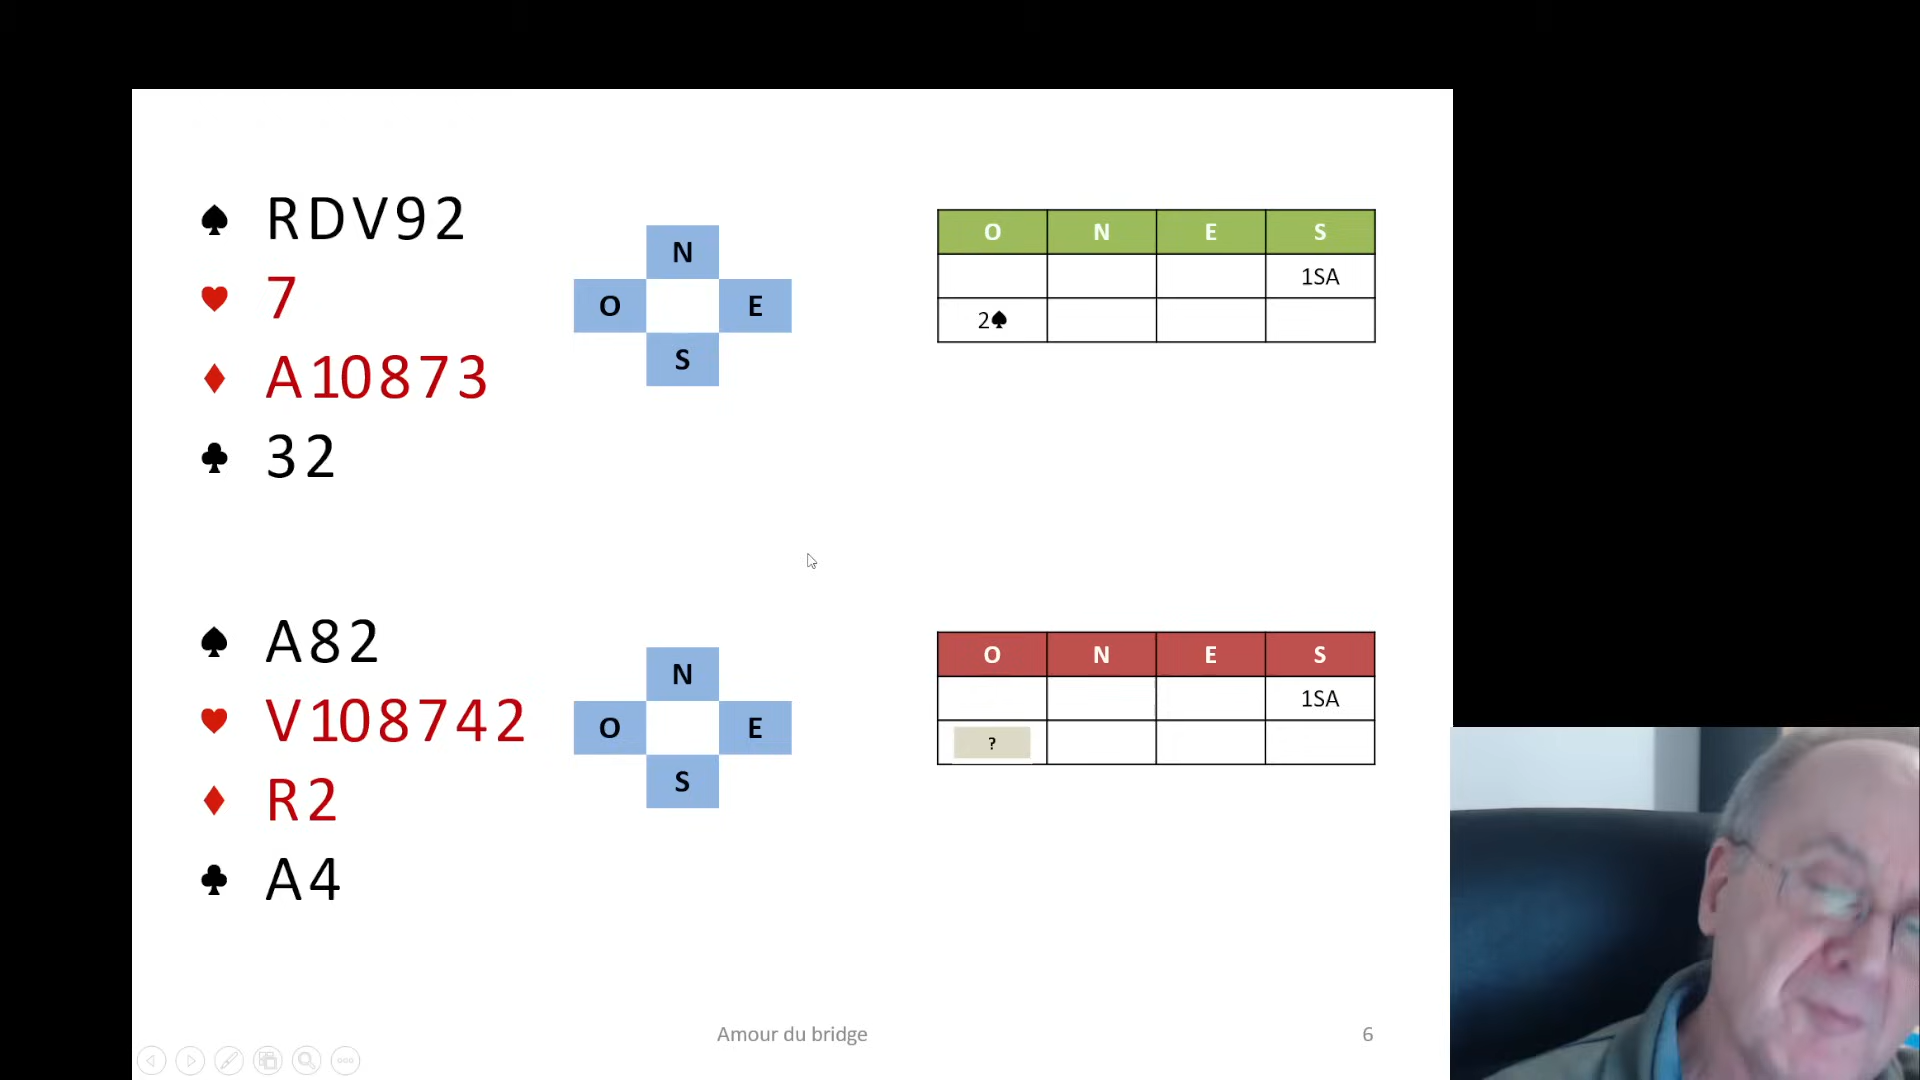 ♠ RDV92
♥ 7
♦ A10873
♣ 32
N
O E
S
O N E S
1SA
2♠
♠ A82
♥ V108742
♦ R2
♣ A4
N
O E
S
O N E S
1SA
?
Amour du bridge
6